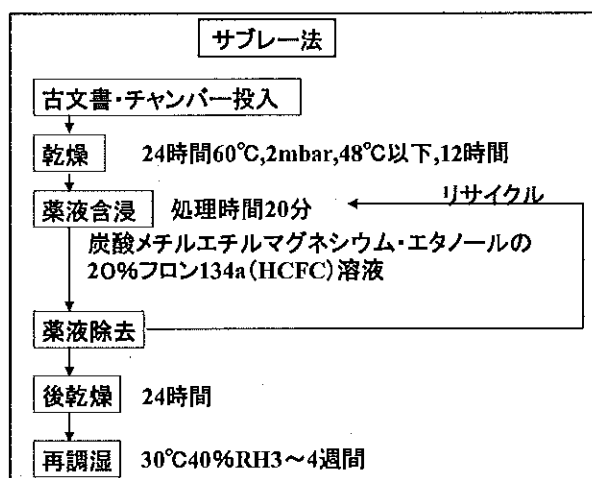 サブレー法
古文書・チャンバー投入
乾燥 24時間60℃,2mbar,48℃以下,12時間
リサイクル
薬液含浸 処理時間20分
炭酸メチルエチルマグネシウム・エタノールの
20%フロン134a(HCFC)溶液
薬液除去
後乾燥 24時間
再調湿 30℃40%RH3～4週間